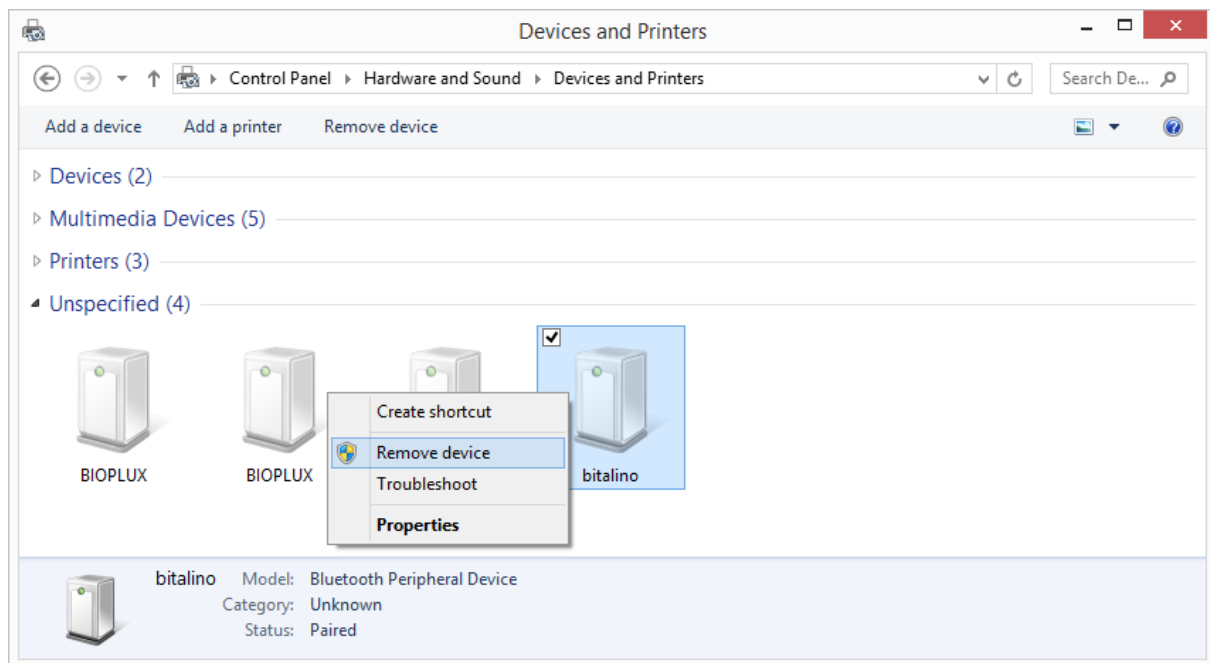 Devices and Printers
Control Panel Hardware and Sound Devices and Printers
Search De...
Add a device Add a printer Remove device
Devices (2)
Multimedia Devices (5)
Printers (3)
Unspecified (4)
BIOPLUX BIOPLUX bitalino
Create shortcut
Remove device
Troubleshoot
Properties
bitalino Model: Bluetooth Peripheral Device
Category: Unknown
Status: Paired